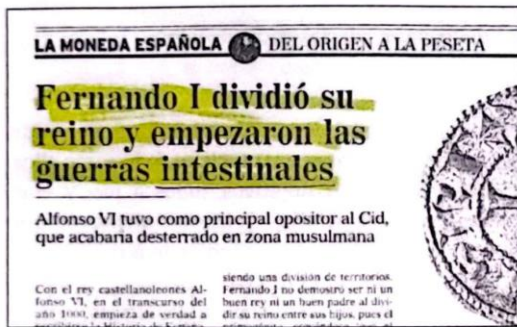 LA MONEDA ESPAÑOLA DEL ORIGEN A LA PESETA
Fernando I dividió su
reino y empezaron las
guerras intestinales
Alfonso VI tuvo como principal opositor al Cid,
que acabaría desterrado en zona musulmana
Con el rey castellanoleones Al-
fonso VI, en el transcurso del
año 1000, empieza de verdad a
siendo una división de territorios.
Fernando I no demostró ser ni un
buen rey ni un buen padre al divi-
dir su reino entre sus hijos, pues el